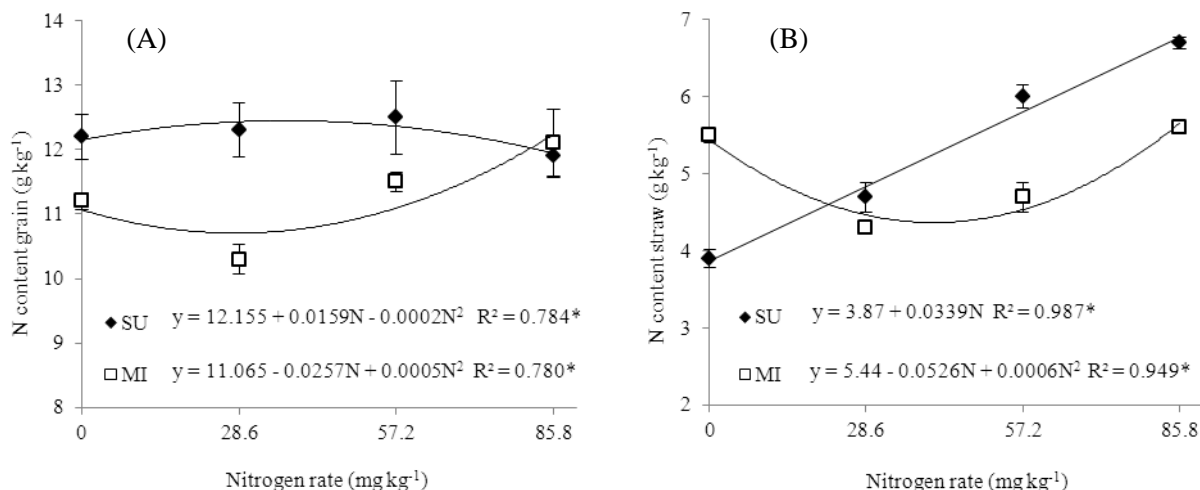 (A)
14
13
12
11
10
9
8
N content grain (g kg⁻¹)
◆ SU y = 12.155 + 0.0159N - 0.0002N² R² = 0.784*
□ MI y = 11.065 - 0.0257N + 0.0005N² R² = 0.780*
0 28.6 57.2 85.8
Nitrogen rate (mg kg⁻¹)
(B)
7
6
5
4
3
2
N content straw (g kg⁻¹)
◆ SU y = 3.87 + 0.0339N R² = 0.987*
□ MI y = 5.44 - 0.0526N + 0.0006N² R² = 0.949*
0 28.6 57.2 85.8
Nitrogen rate (mg kg⁻¹)